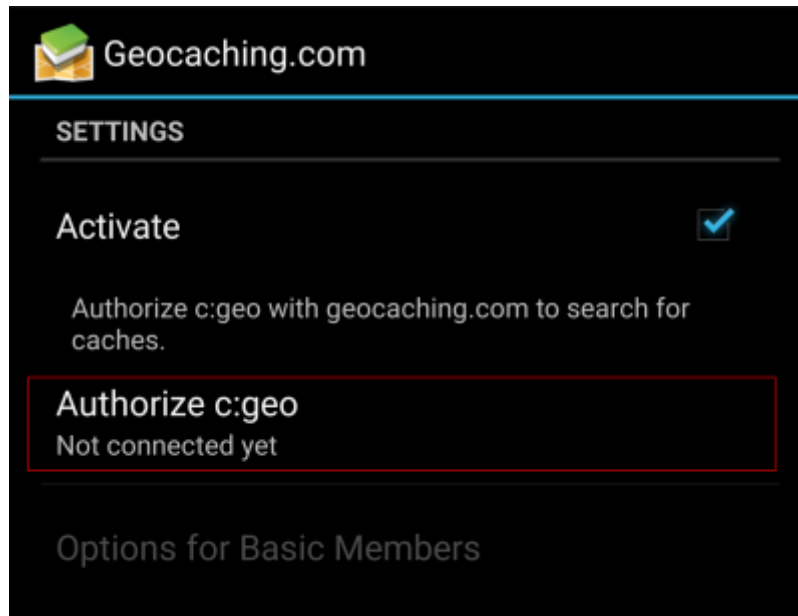 Geocaching.com
SETTINGS
Activate
Authorize c:geo with geocaching.com to search for
caches.
Authorize c:geo
Not connected yet
Options for Basic Members